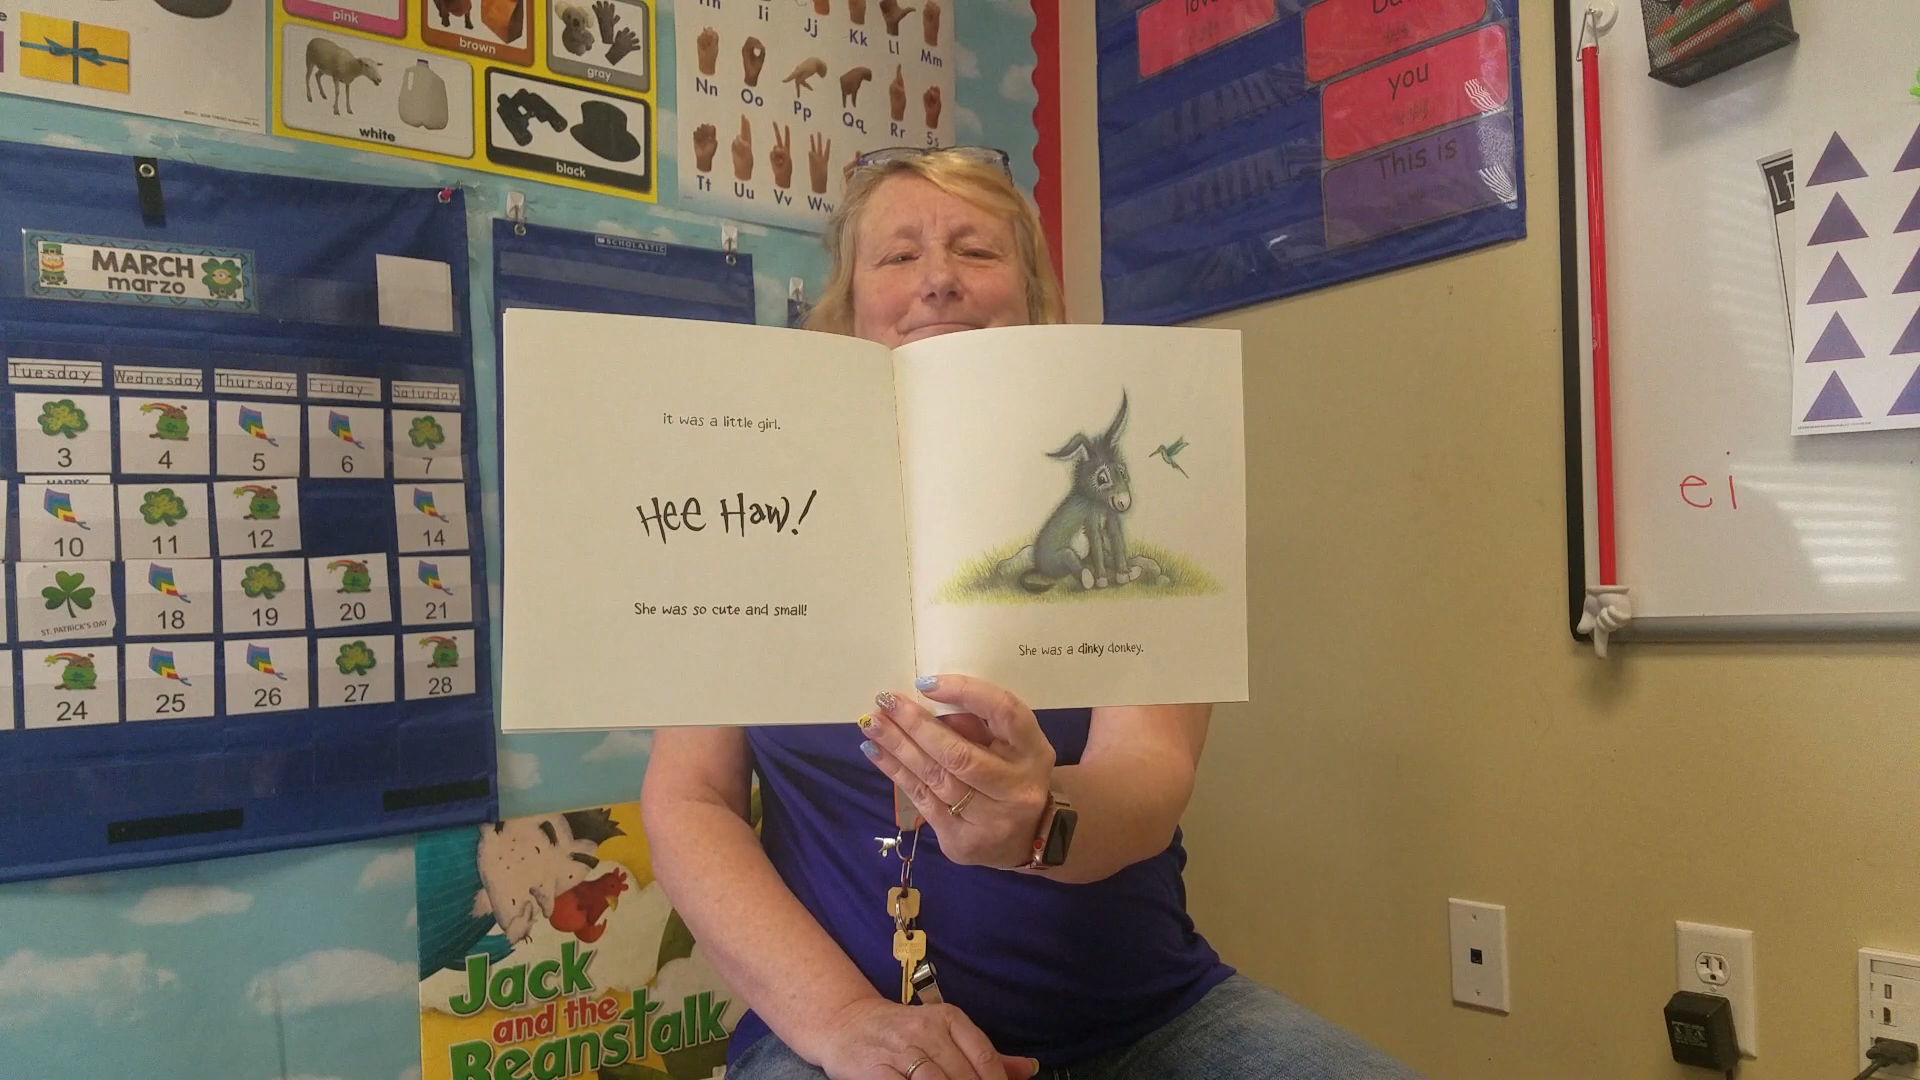 pink
brown
gray
white
black
Ii
Jj
Kk
Ll
Mm
Nn
Oo
Pp
Qq
Rr
Ss
Tt
Uu
Vv
Ww
SCHOLASTIC
you
This is
MARCH
marzo
Tuesday
Wednesday
Thursday
Friday
Saturday
3
4
5
6
7
HAPPY
10
11
12
14
ST. PATRICK'S DAY
18
19
20
21
24
25
26
27
28
it was a little girl.
Hee Haw!
She was so cute and small!
She was a dinky donkey.
ei
Jack
and the
Beanstalk